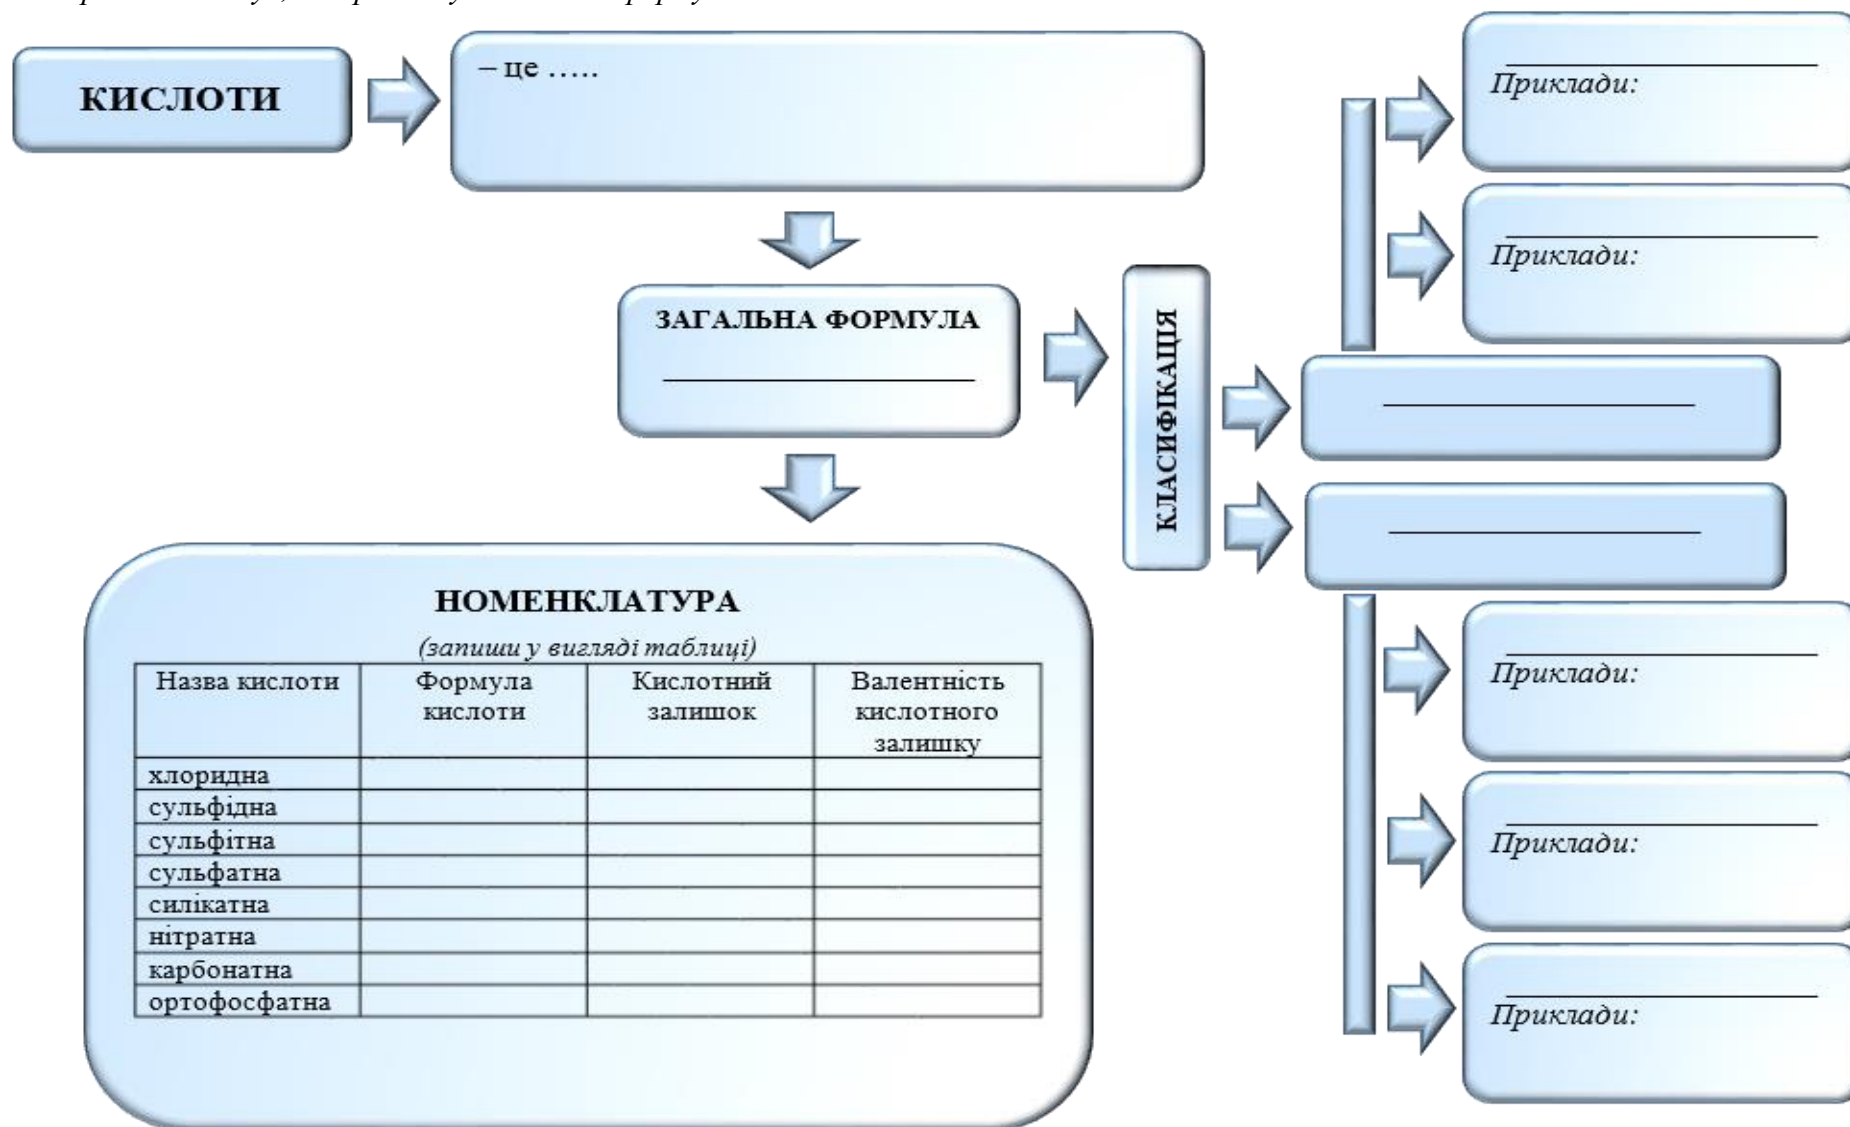 КИСЛОТИ
– це …..
ЗАГАЛЬНА ФОРМУЛА
КЛАСИФІКАЦІЯ
Приклади:
Приклади:
Приклади:
Приклади:
Приклади:
НОМЕНКЛАТУРА
(запиши у вигляді таблиці)
Назва кислоти
Формула
кислоти
Кислотний
залишок
Валентність
кислотного
залишку
хлоридна
сульфідна
сульфітна
сульфатна
силікатна
нітратна
карбонатна
ортофосфатна